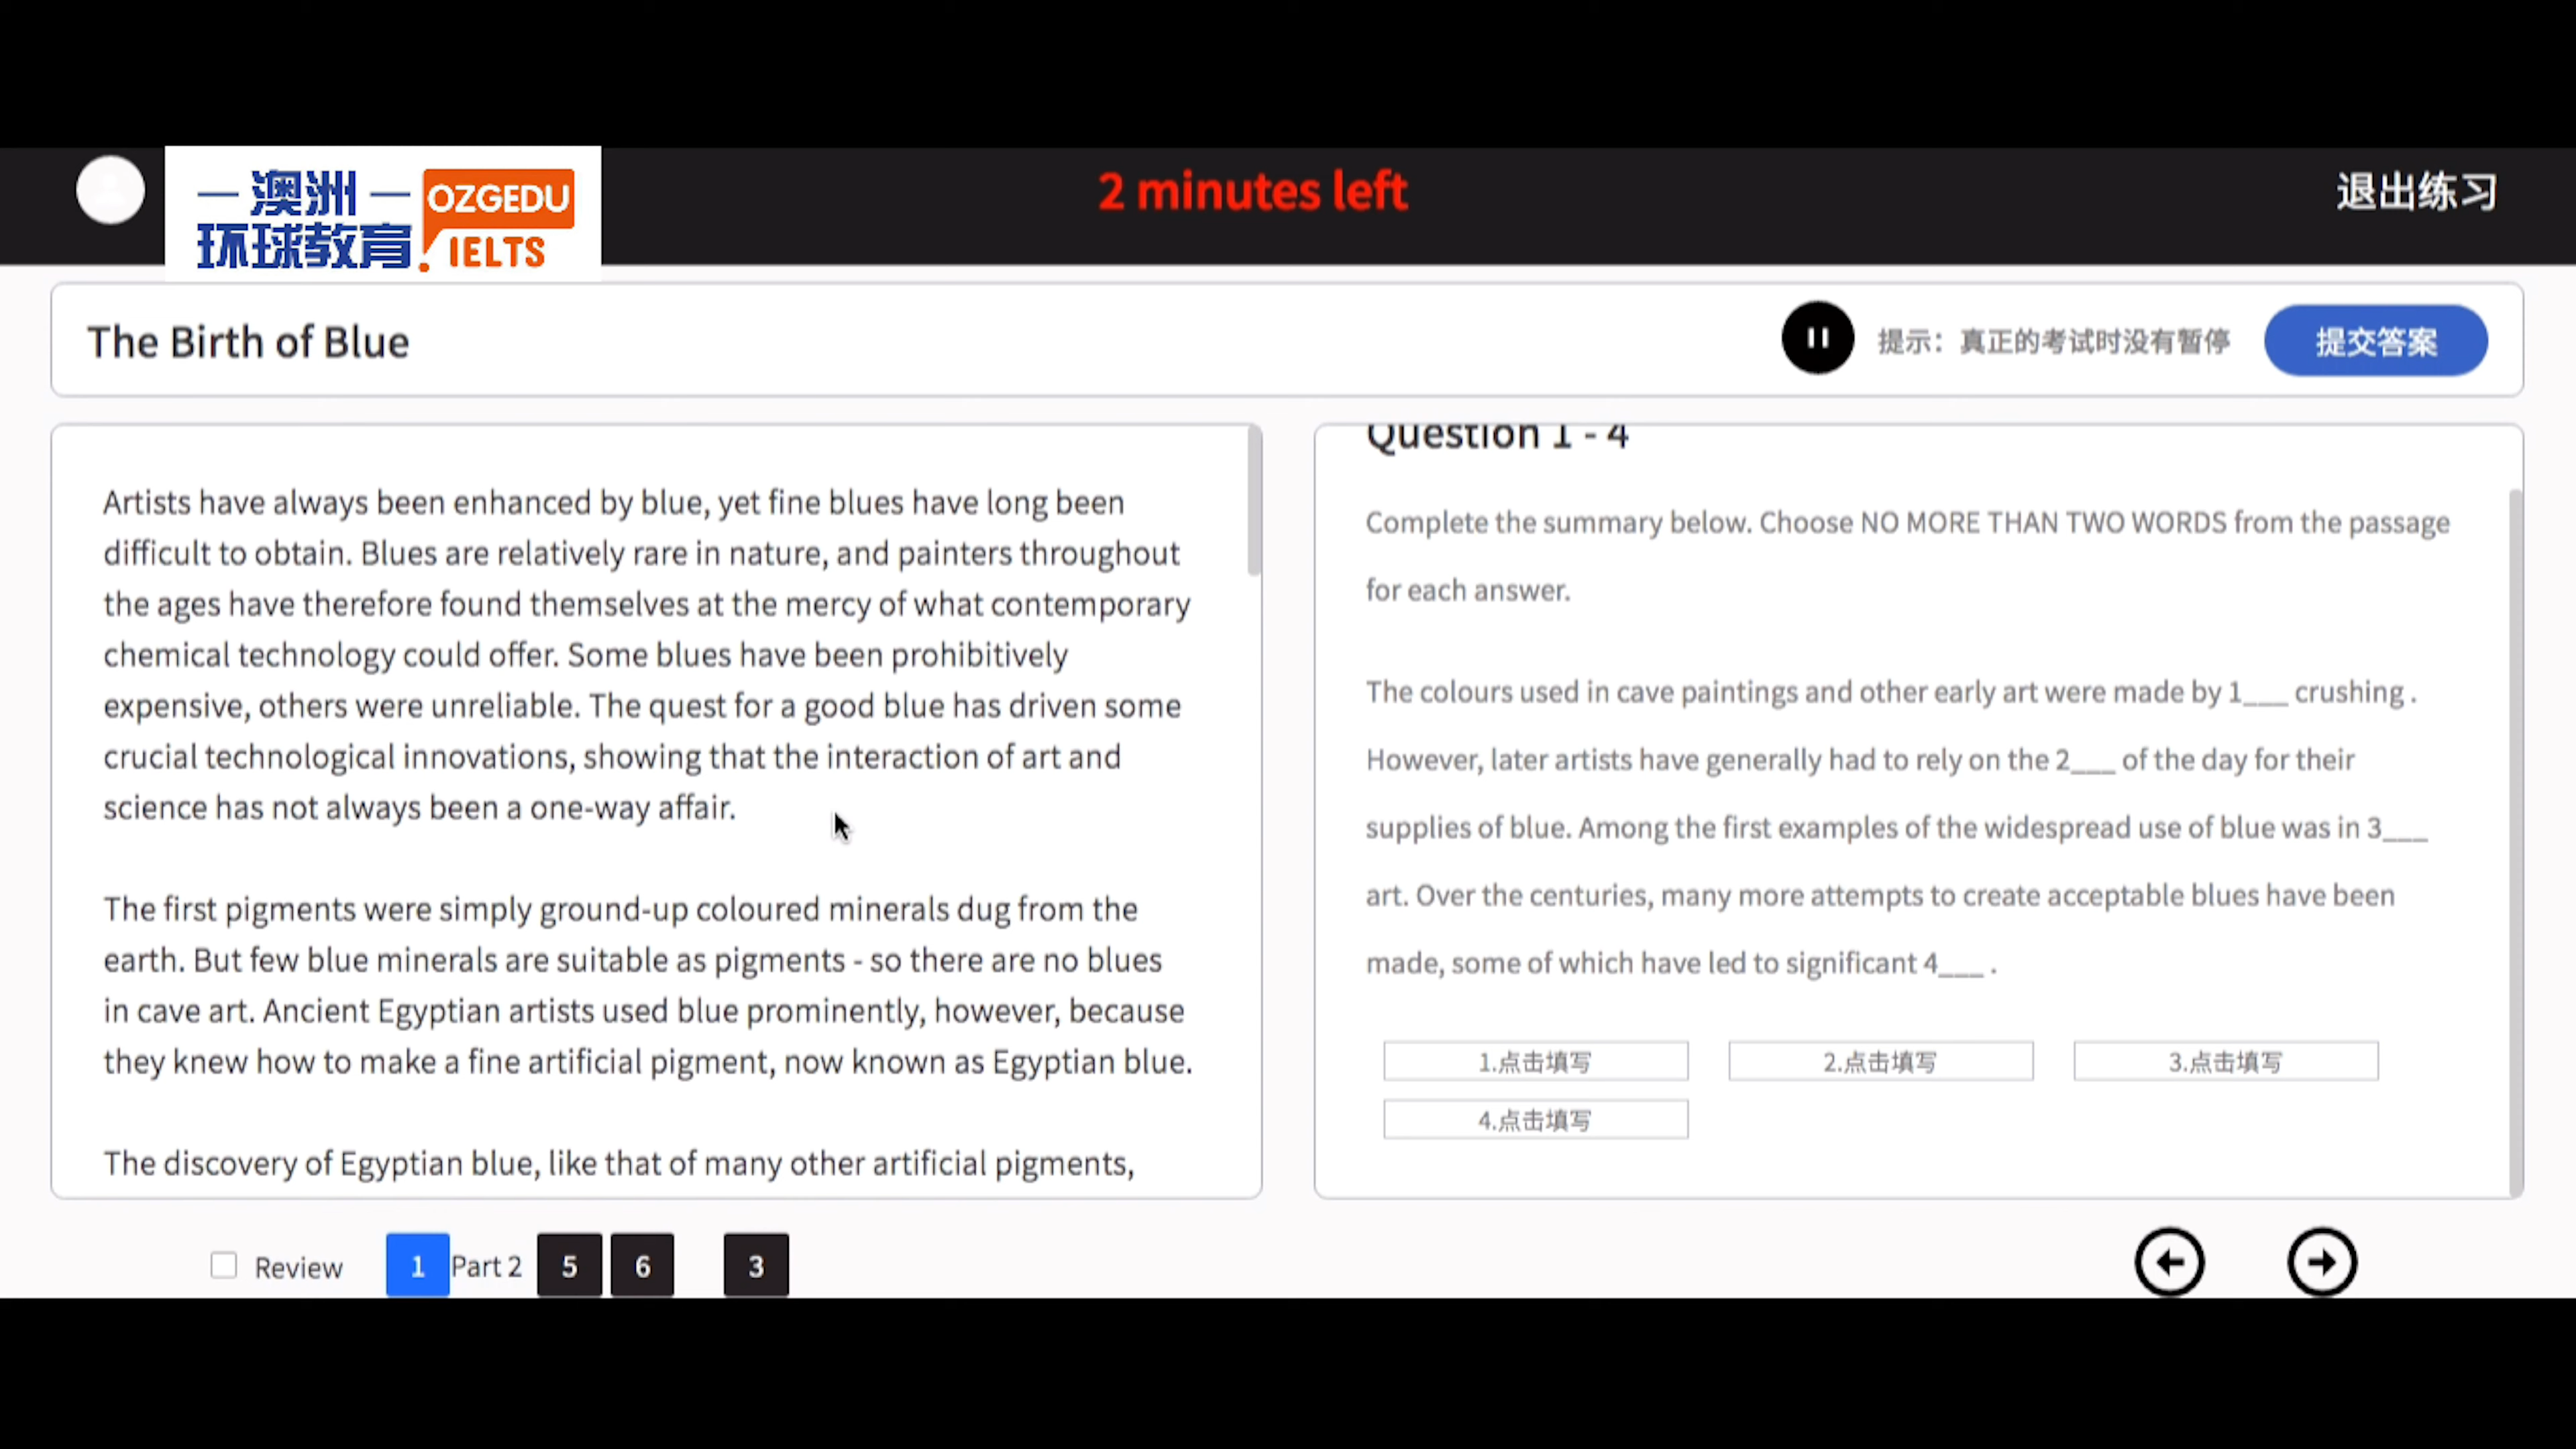 — 澳洲 —
环球教育
OZGEDU
IELTS
2 minutes left
退出练习
The Birth of Blue
提示：真正的考试时没有暂停
提交答案
Artists have always been enhanced by blue, yet fine blues have long been
difficult to obtain. Blues are relatively rare in nature, and painters throughout
the ages have therefore found themselves at the mercy of what contemporary
chemical technology could offer. Some blues have been prohibitively
expensive, others were unreliable. The quest for a good blue has driven some
crucial technological innovations, showing that the interaction of art and
science has not always been a one-way affair.
The first pigments were simply ground-up coloured minerals dug from the
earth. But few blue minerals are suitable as pigments - so there are no blues
in cave art. Ancient Egyptian artists used blue prominently, however, because
they knew how to make a fine artificial pigment, now known as Egyptian blue.
The discovery of Egyptian blue, like that of many other artificial pigments,
Question 1 - 4
Complete the summary below. Choose NO MORE THAN TWO WORDS from the passage
for each answer.
The colours used in cave paintings and other early art were made by 1___ crushing .
However, later artists have generally had to rely on the 2___ of the day for their
supplies of blue. Among the first examples of the widespread use of blue was in 3___
art. Over the centuries, many more attempts to create acceptable blues have been
made, some of which have led to significant 4___ .
1.点击填写 2.点击填写 3.点击填写
4.点击填写
Review 1 Part 2 5 6 3